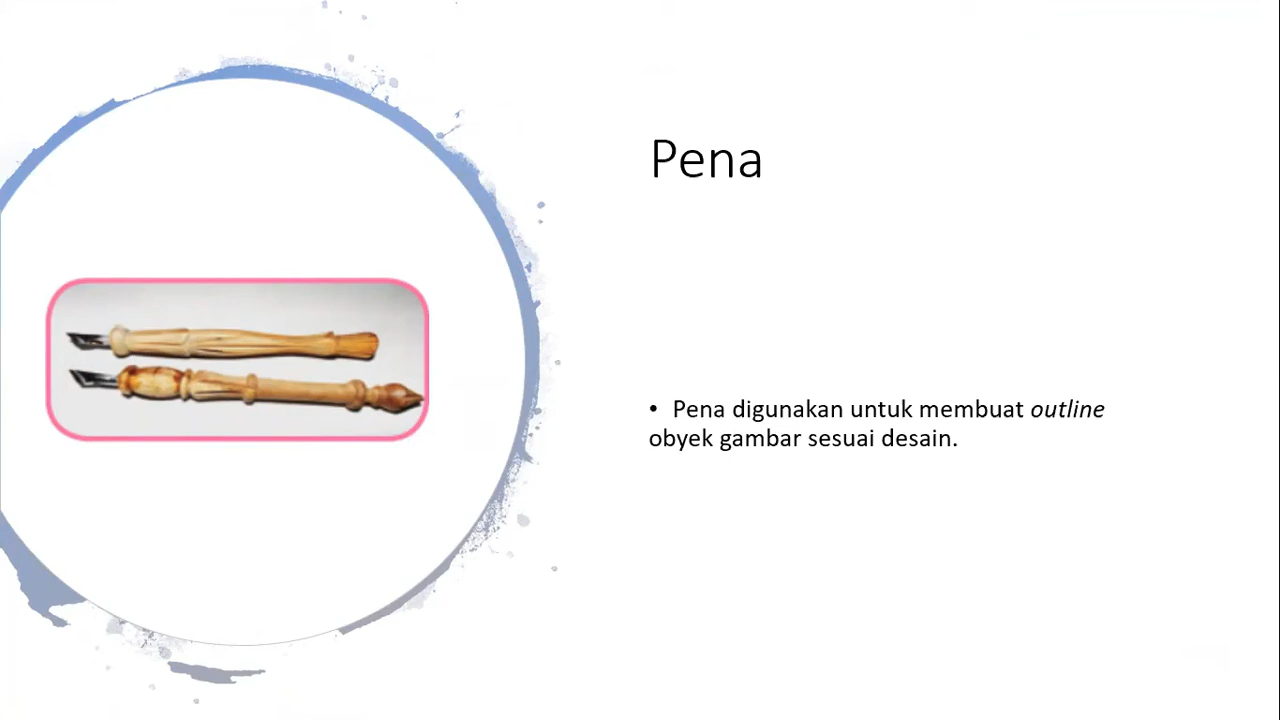 Pena
• Pena digunakan untuk membuat outline
obyek gambar sesuai desain.